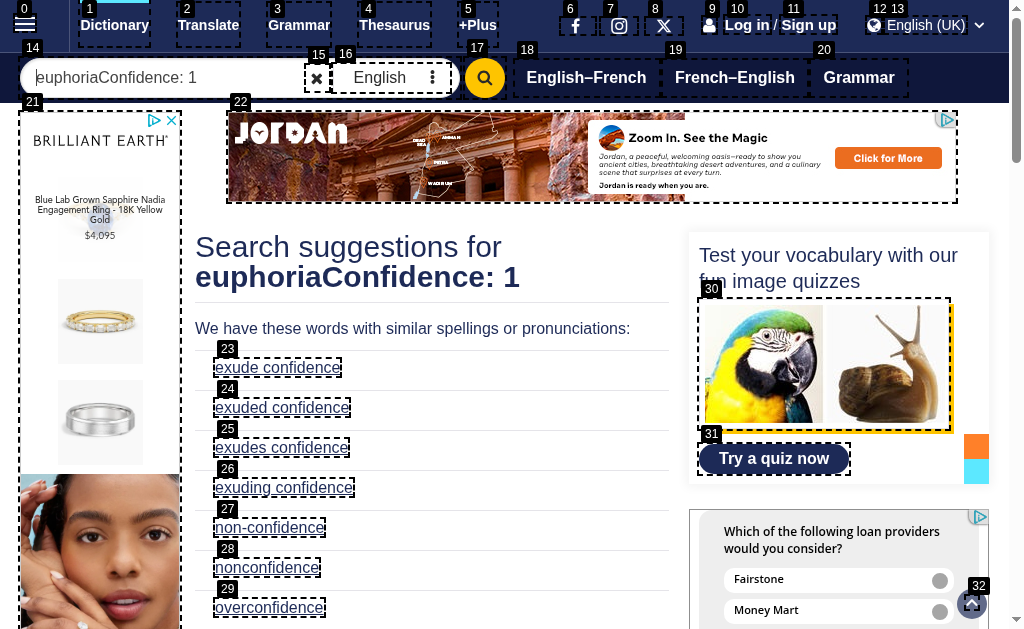 0
1
2
3
4
5
6
7
8
9
10
11
12
13
Dictionary
Translate
Grammar
Thesaurus
+Plus
Log in / Sign up
English (UK)
14
15
16
17
18
19
20
euphoriaConfidence: 1
English
English–French
French–English
Grammar
21
22
BRILLIANT EARTH
Blue Lab Grown Sapphire Nadia
Engagement Ring - 18K Yellow
Gold
$4,095
JORDAN
DEAD
SEA
AMMAN
PETRA
WADI RUM
Zoom In. See the Magic
Jordan, a peaceful, welcoming oasis—ready to show you
ancient cities, breathtaking desert adventures, and a culinary
scene that surprises at every turn.
Jordan is ready when you are.
Click for More
Search suggestions for
euphoriaConfidence: 1
We have these words with similar spellings or pronunciations:
23
exude confidence
24
exuded confidence
25
exudes confidence
26
exuding confidence
27
non-confidence
28
nonconfidence
29
overconfidence
Test your vocabulary with our
fun image quizzes
30
31
Try a quiz now
Which of the following loan providers
would you consider?
Fairstone
Money Mart
32